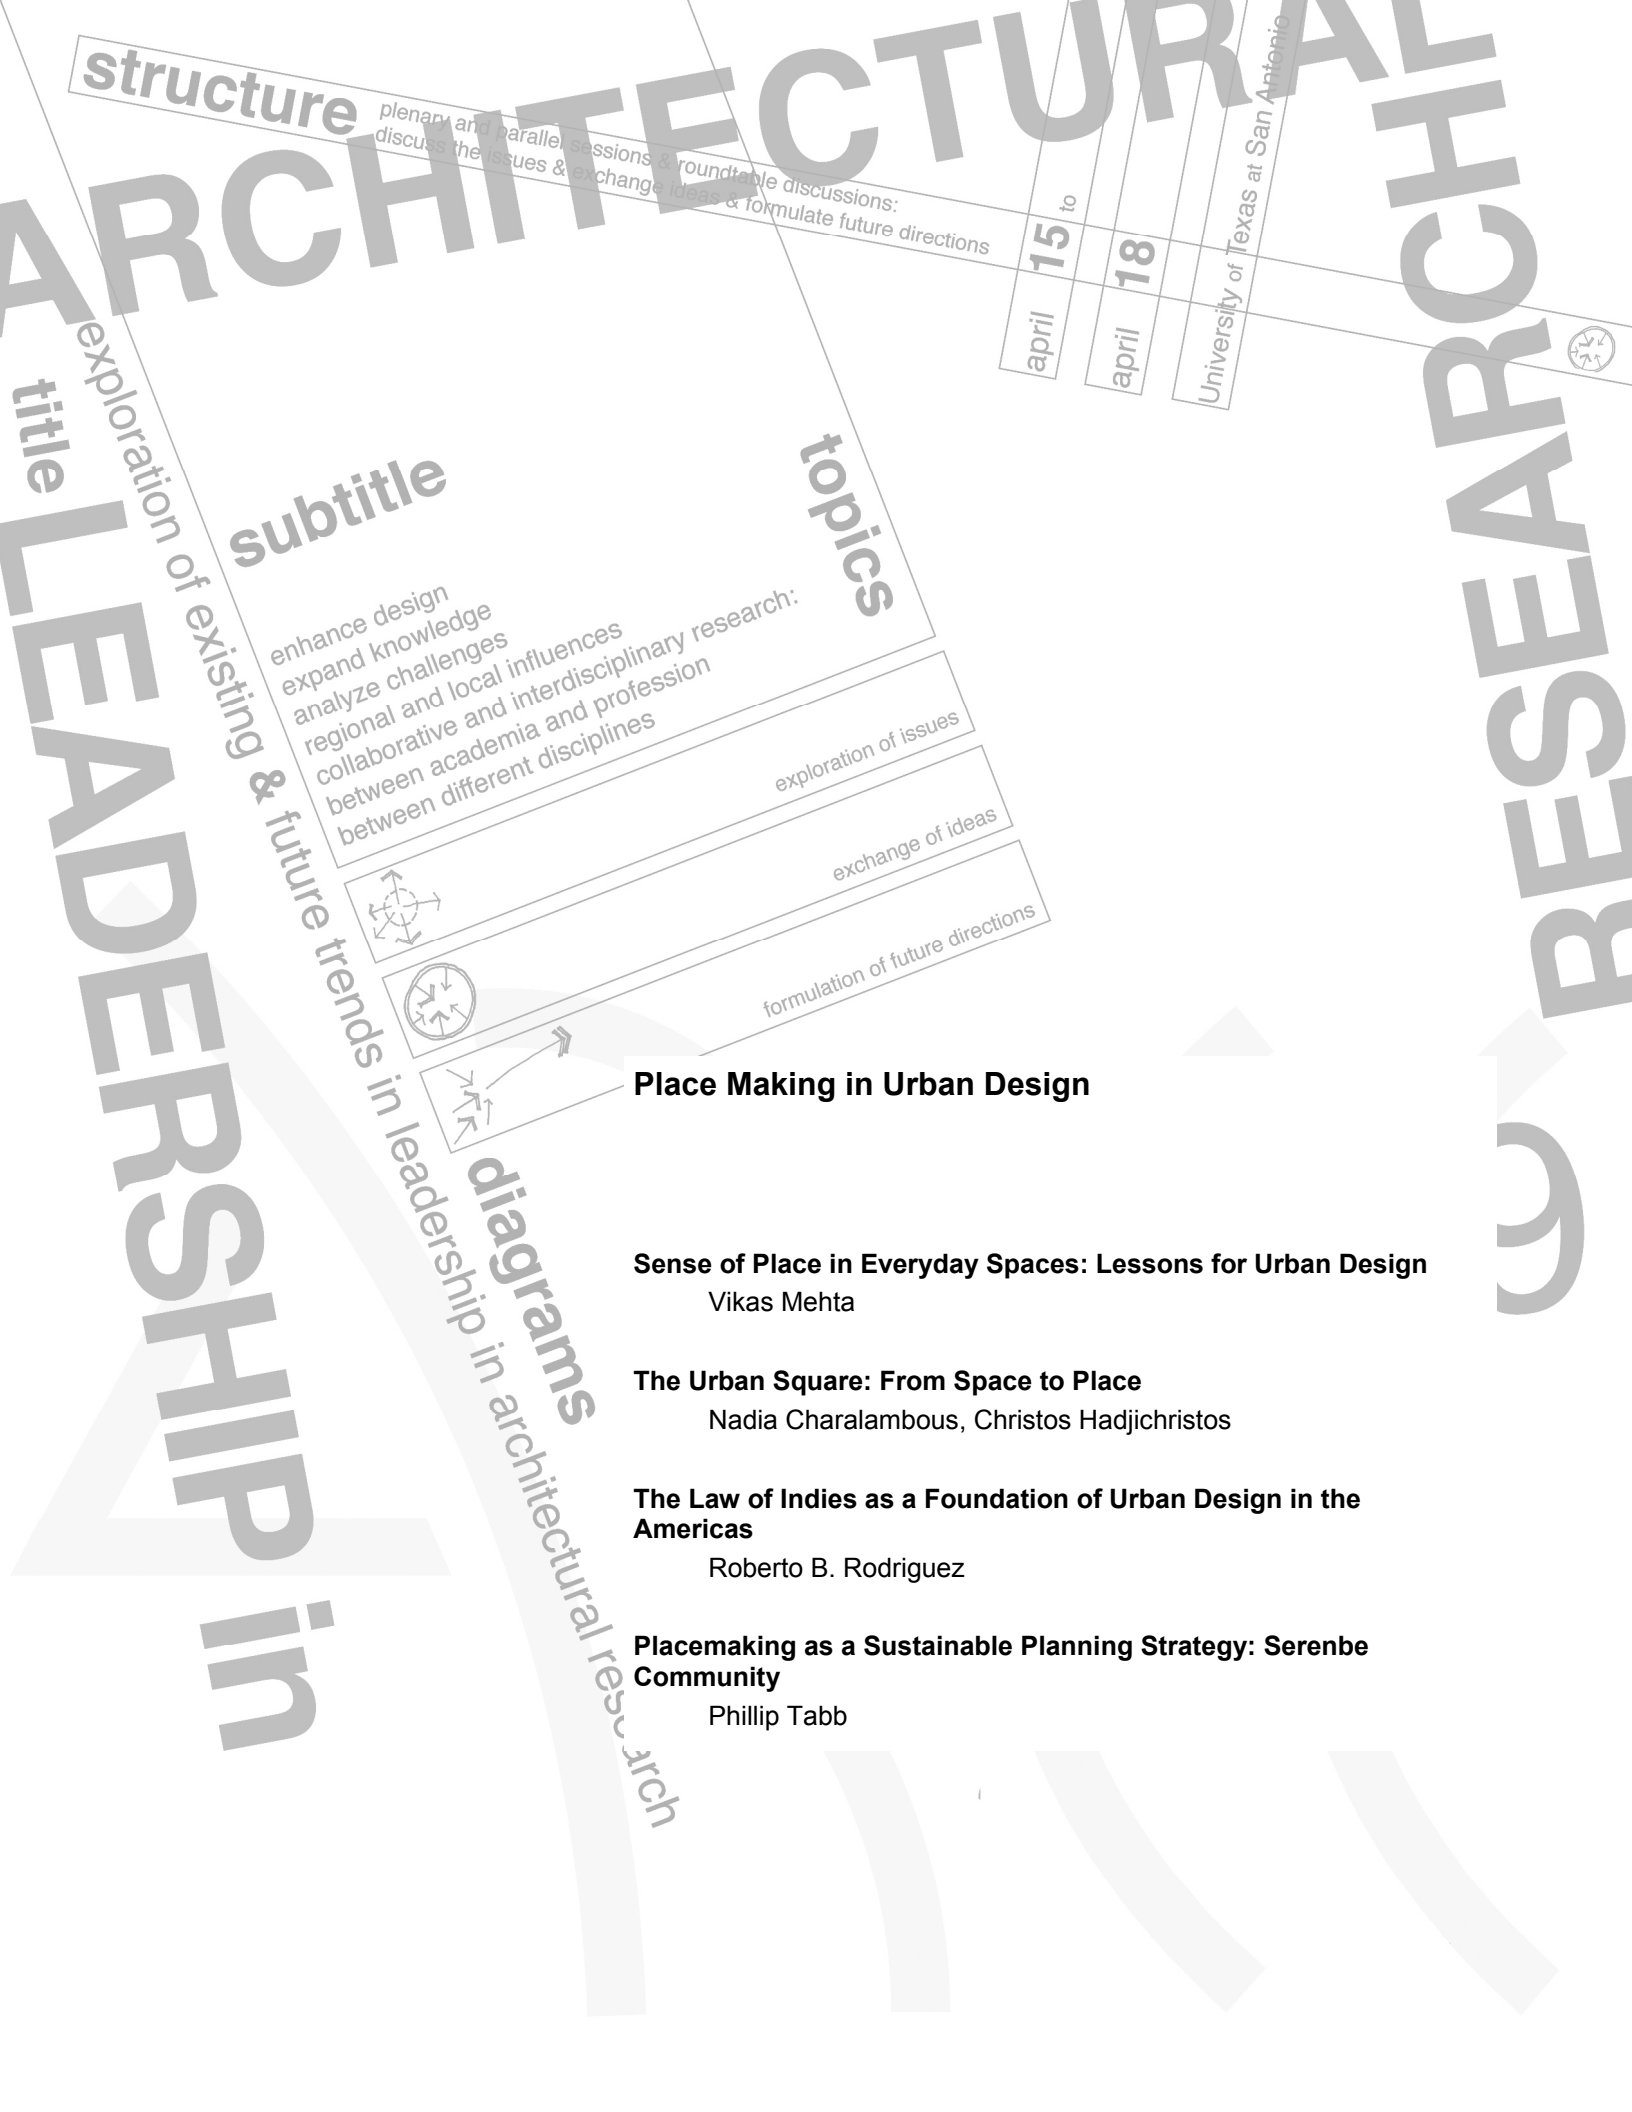 ARCHITECTURAL
RESEARCH
title
LEADERSHIP in
structure
plenary and parallel sessions & roundtable discussions:
discuss the issues & exchange ideas & formulate future directions
april 15 to
april 18
University of Texas at San Antonio
exploration of existing & future trends in leadership in architectural research
subtitle
topics
enhance design
expand knowledge
analyze challenges
regional and local influences
collaborative and interdisciplinary research:
between academia and profession
between different disciplines
exploration of issues
exchange of ideas
formulation of future directions
diagrams
Place Making in Urban Design
9
Sense of Place in Everyday Spaces: Lessons for Urban Design
Vikas Mehta
The Urban Square: From Space to Place
Nadia Charalambous, Christos Hadjichristos
The Law of Indies as a Foundation of Urban Design in the
Americas
Roberto B. Rodriguez
Placemaking as a Sustainable Planning Strategy: Serenbe
Community
Phillip Tabb